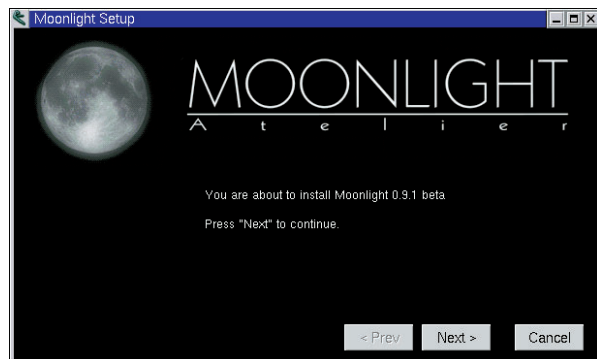 Moonlight Setup
MOONLIGHT
Atelier
You are about to install Moonlight 0.9.1 beta
Press "Next" to continue.
< Prev Next > Cancel